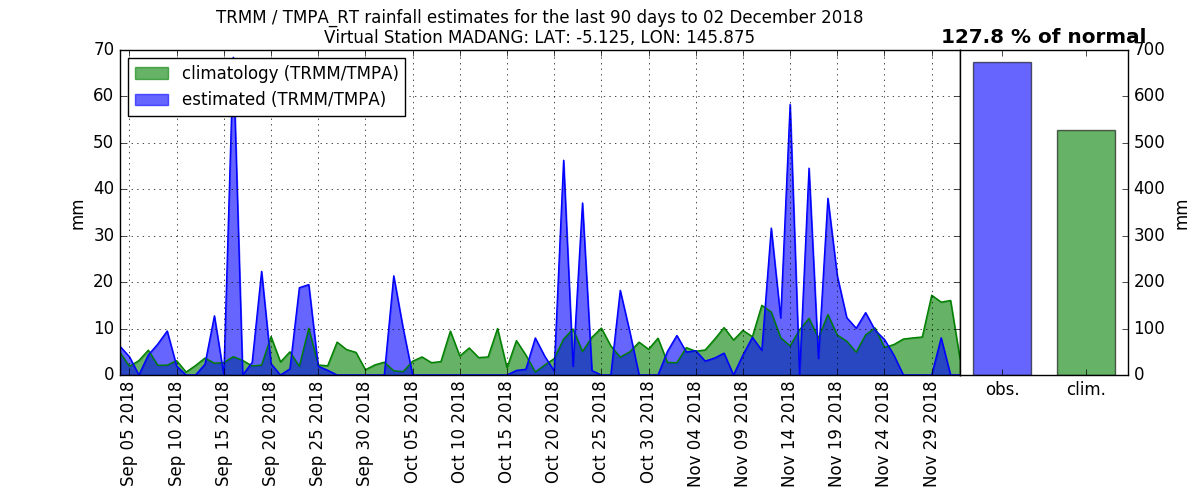 TRMM / TMPA_RT rainfall estimates for the last 90 days to 02 December 2018
Virtual Station MADANG: LAT: -5.125, LON: 145.875
127.8 % of normal
climatology (TRMM/TMPA)
estimated (TRMM/TMPA)
mm
70
60
50
40
30
20
10
0
Sep 05 2018
Sep 10 2018
Sep 15 2018
Sep 20 2018
Sep 25 2018
Sep 30 2018
Oct 05 2018
Oct 10 2018
Oct 15 2018
Oct 20 2018
Oct 25 2018
Oct 30 2018
Nov 04 2018
Nov 09 2018
Nov 14 2018
Nov 19 2018
Nov 24 2018
Nov 29 2018
obs.
clim.
700
600
500
400
300
200
100
0
mm